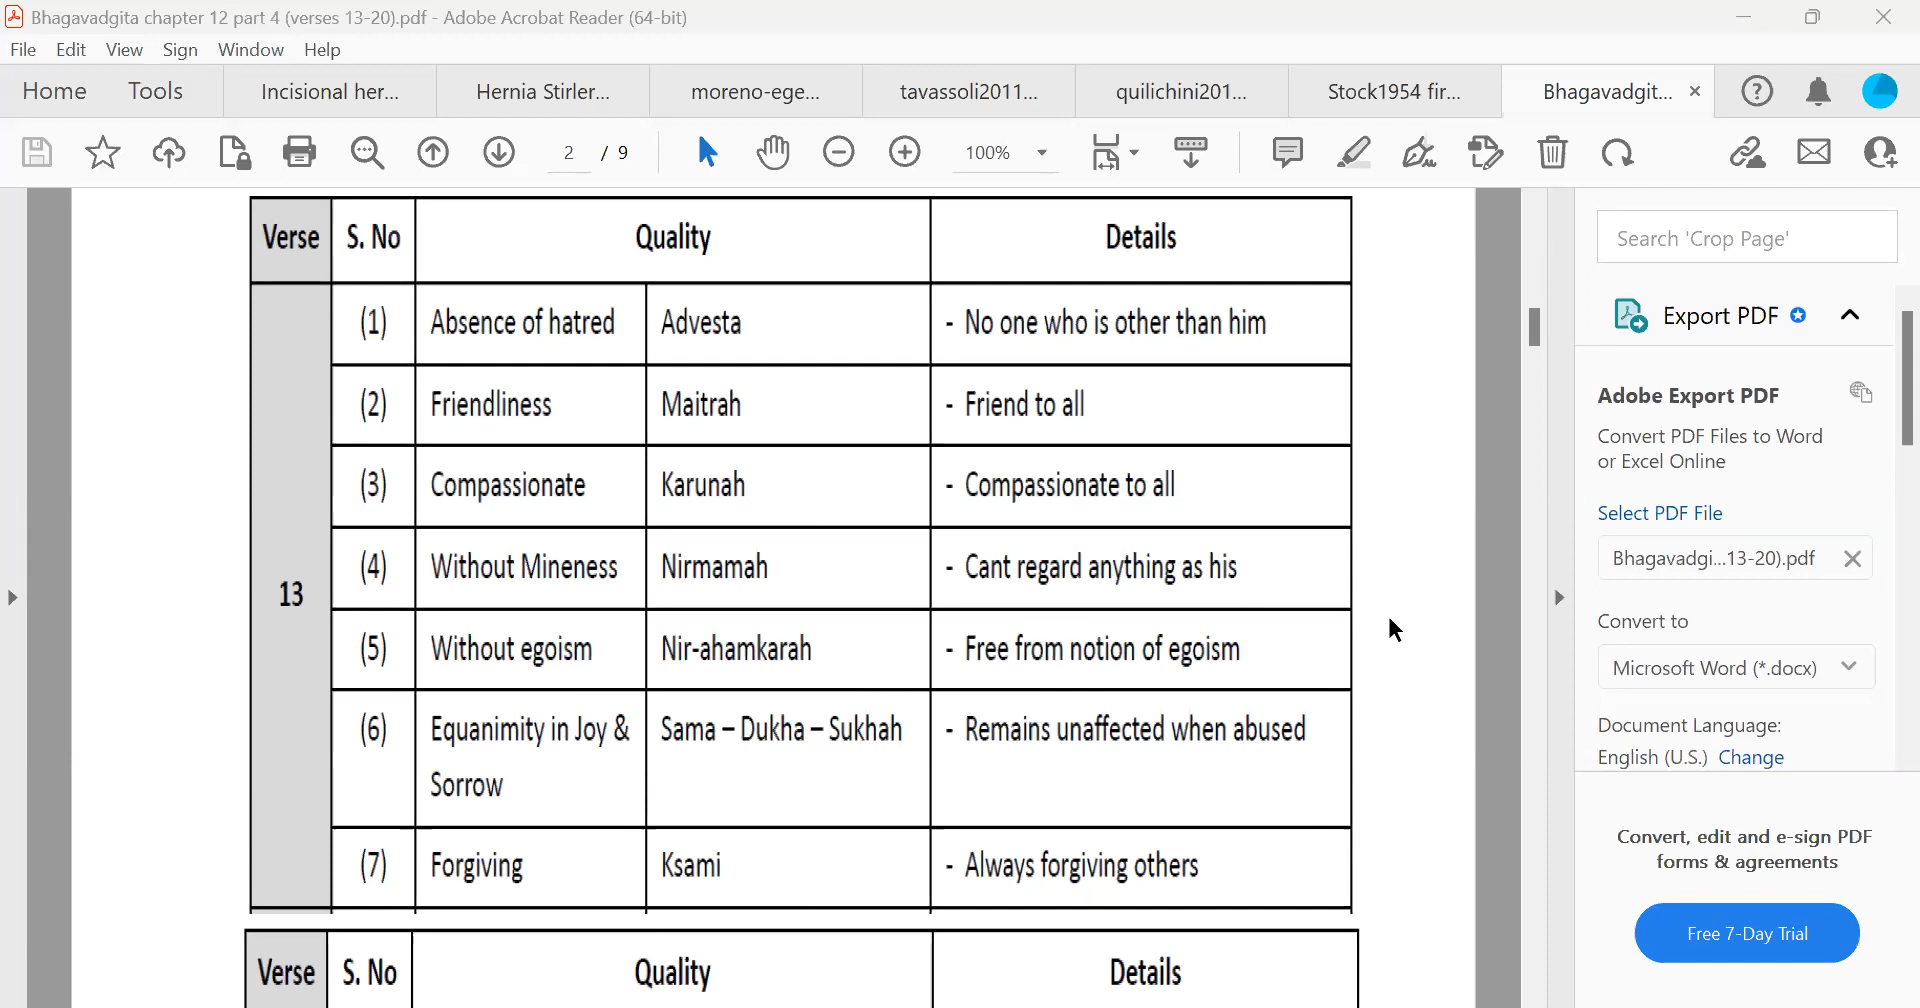 Bhagavadgita chapter 12 part 4 (verses 13-20).pdf - Adobe Acrobat Reader (64-bit)
File Edit View Sign Window Help
Home Tools Incisional her... Hernia Stirler... moreno-ege... tavassoli2011... quilichini201... Stock1954 fir... Bhagavadgit...
2 / 9 100%
Verse S. No Quality Details
13
(1) Absence of hatred Advesta - No one who is other than him
(2) Friendliness Maitrah - Friend to all
(3) Compassionate Karunah - Compassionate to all
(4) Without Mineness Nirmamah - Cant regard anything as his
(5) Without egoism Nir-ahamkarah - Free from notion of egoism
(6) Equanimity in Joy & Sama – Dukha – Sukhah - Remains unaffected when abused
Sorrow
(7) Forgiving Ksami - Always forgiving others
Verse S. No Quality Details
Search 'Crop Page'
Export PDF
Adobe Export PDF
Convert PDF Files to Word
or Excel Online
Select PDF File
Bhagavadgi...13-20).pdf
Convert to
Microsoft Word (*.docx)
Document Language:
English (U.S.) Change
Convert, edit and e-sign PDF
forms & agreements
Free 7-Day Trial